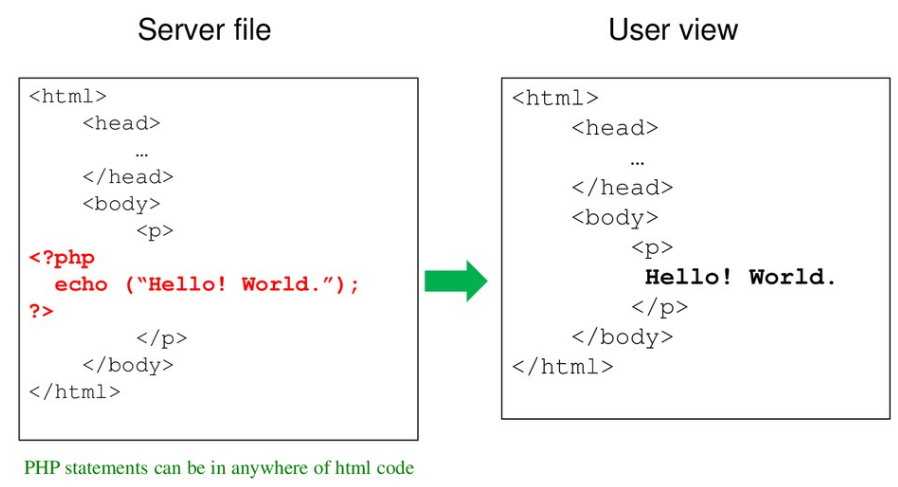 Server file
<html>
<head>
…
</head>
<body>
<p>
<?php
echo (“Hello! World.”);
?>
</p>
</body>
</html>
PHP statements can be in anywhere of html code
User view
<html>
<head>
…
</head>
<body>
<p>
Hello! World.
</p>
</body>
</html>